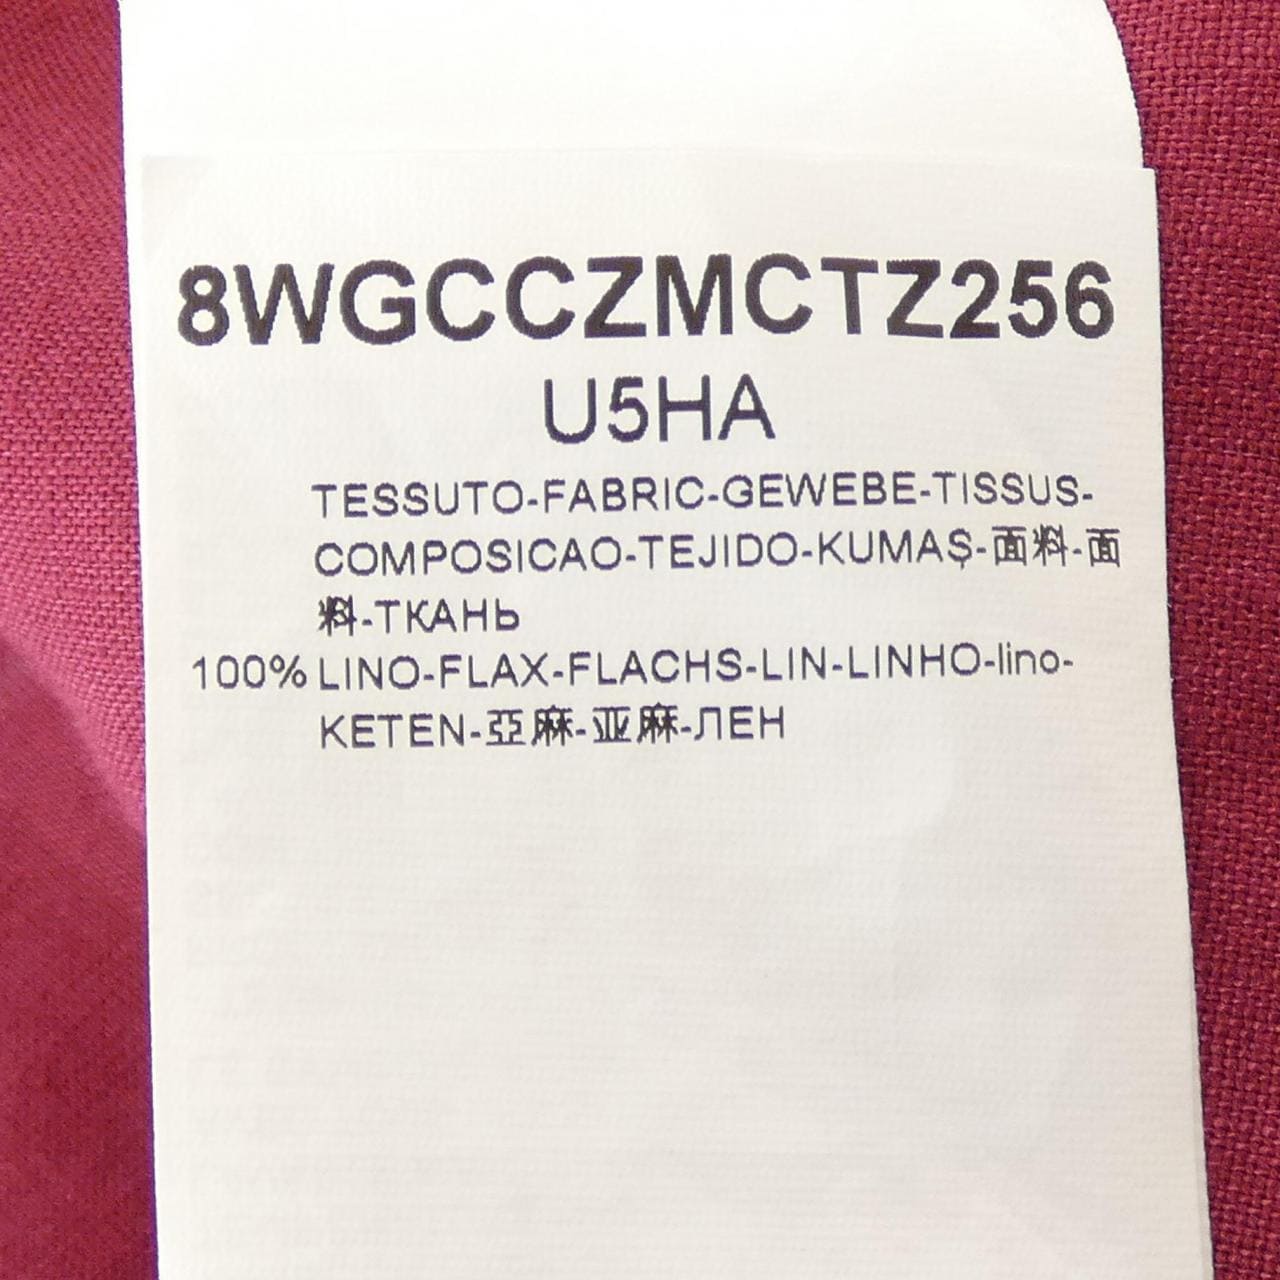 8WGCCZMCTZ256
U5HA
TESSUTO-FABRIC-GEWEBE-TISSUS-
COMPOSICAO-TEJIDO-KUMAŞ-面料-面
料-ТКАНЬ
100% LINO-FLAX-FLACHS-LIN-LINHO-lino-
KETEN-亞麻-亚麻-ЛЕН